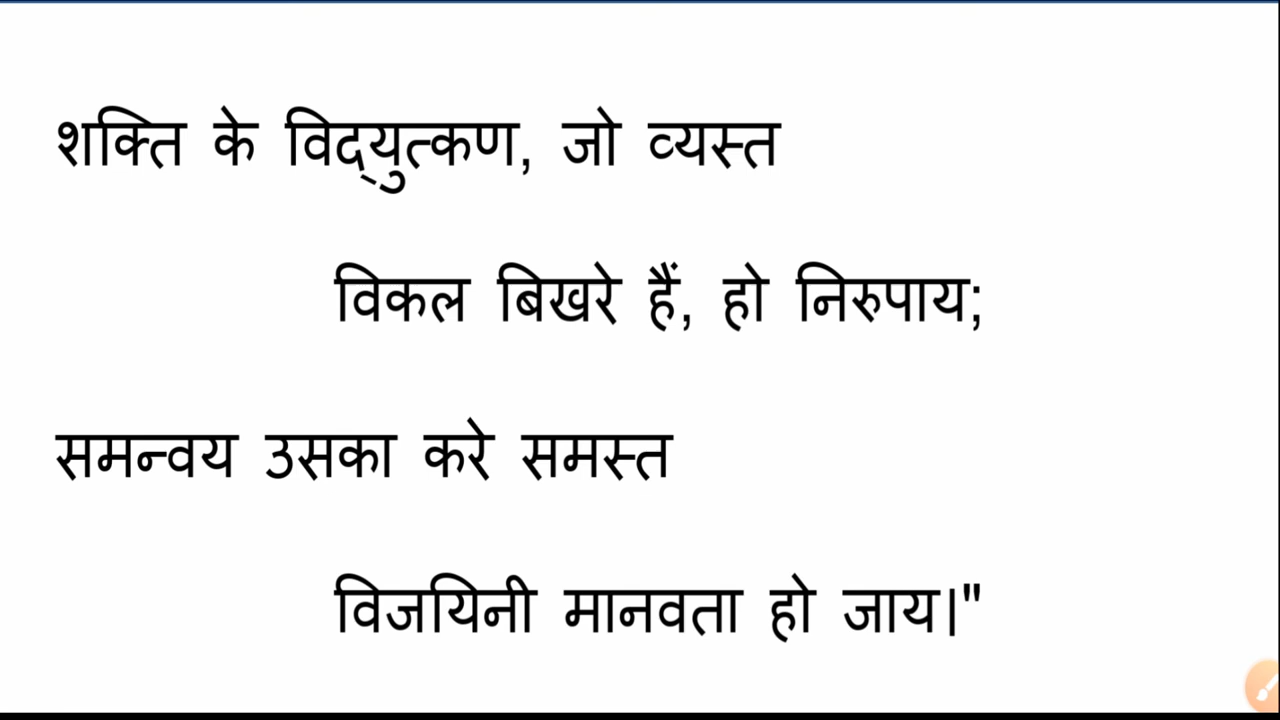 शक्ति के विद्‌युत्कण, जो व्यस्त
विकल बिखरे हैं, हो निरुपाय;
समन्वय उसका करे समस्त
विजयिनी मानवता हो जाय।"